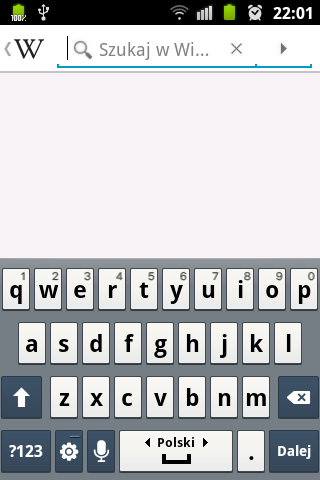 100% 22:01
W Szukaj w Wi...
1 2 3 4 5 6 7 8 9 0
q w e r t y u i o p
a s d f g h j k l
z x c v b n m
?123 Polski . Dalej